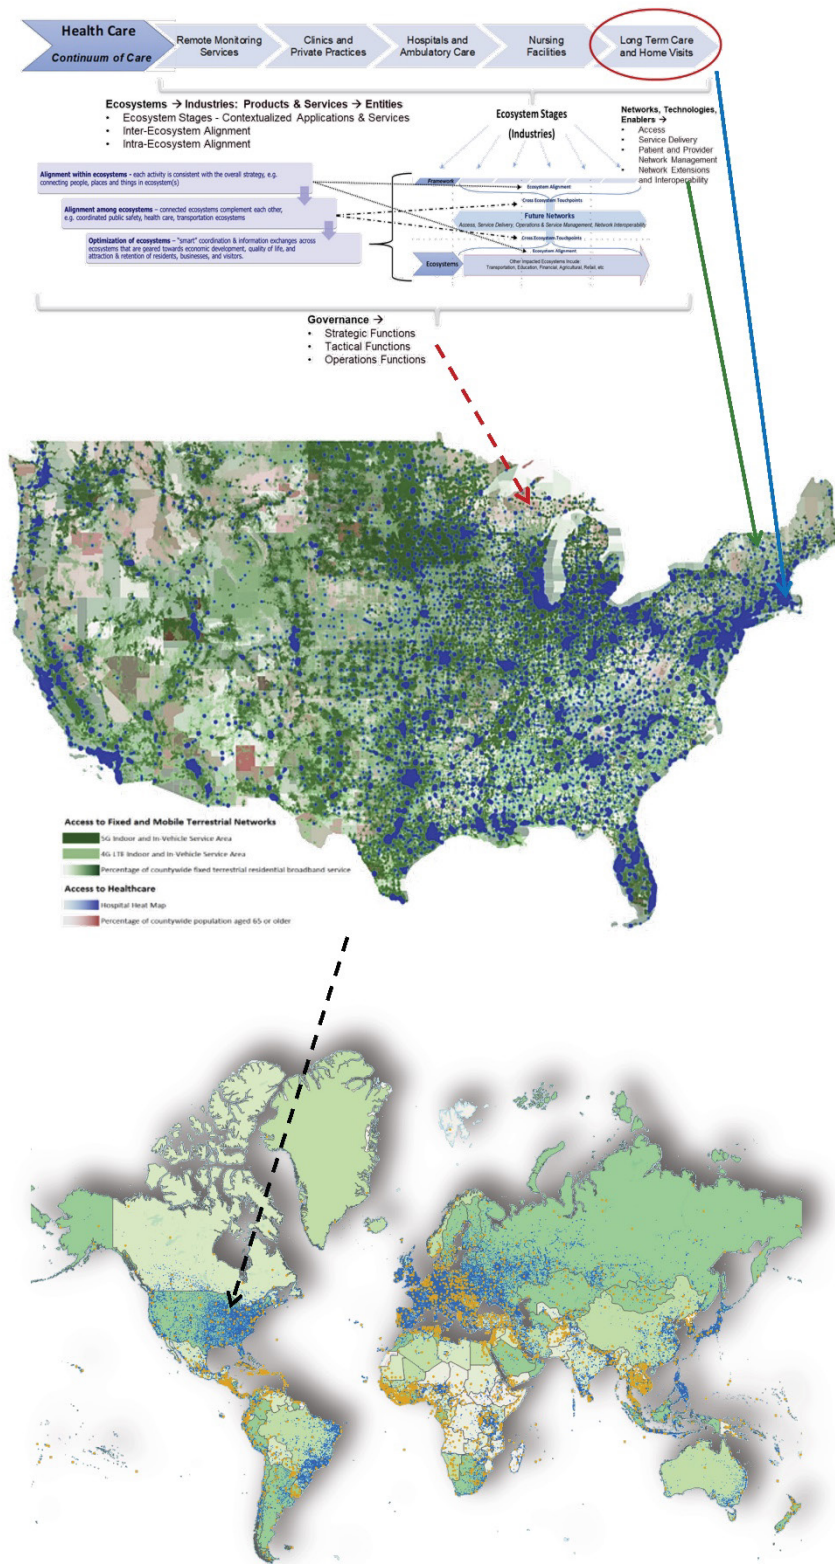 Health Care
Continuum of Care
Remote Monitoring
Services
Clinics and
Private Practices
Hospitals and
Ambulatory Care
Nursing
Facilities
Long Term Care
and Home Visits
Ecosystems → Industries: Products & Services → Entities
• Ecosystem Stages - Contextualized Applications & Services
• Inter-Ecosystem Alignment
• Intra-Ecosystem Alignment
Ecosystem Stages
(Industries)
Networks, Technologies,
Enablers →
• Access
• Service Delivery
• Patient and Provider
Network Management
• Network Extensions
and Interoperability
Alignment within ecosystems - each activity is consistent with the overall strategy, e.g.
connecting people, places and things in ecosystem(s)
Alignment among ecosystems – connected ecosystems complement each other,
e.g. coordinated public safety, health care, transportation ecosystems
Optimization of ecosystems – "smart" coordination & information exchanges across
ecosystems that are geared towards economic development, quality of life, and
attraction & retention of residents, businesses, and visitors.
Framework
Ecosystem Alignment
Cross Ecosystem Touchpoints
Future Networks
Access, Service Delivery, Operations & Service Management, Network Interoperability
Cross Ecosystem Touchpoints
Ecosystem Alignment
Ecosystems
Other Impacted Ecosystems Include:
Transportation, Education, Financial, Agricultural, Retail, etc
Governance →
• Strategic Functions
• Tactical Functions
• Operations Functions
Access to Fixed and Mobile Terrestrial Networks
5G Indoor and In-Vehicle Service Area
4G LTE Indoor and In-Vehicle Service Area
Percentage of countywide fixed terrestrial residential broadband service
Access to Healthcare
Hospital Heat Map
Percentage of countywide population aged 65 or older